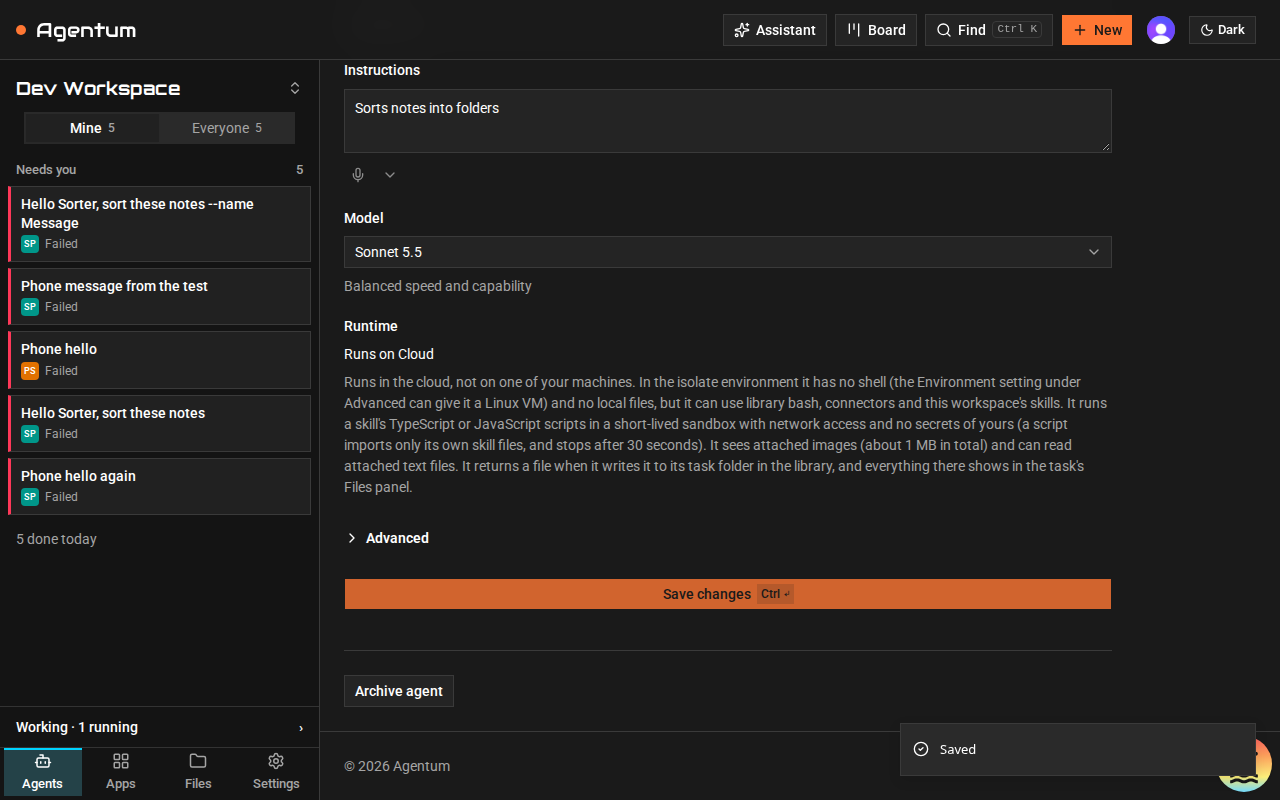 Agentum
Assistant
Board
Find Ctrl K
New
Dark
Dev Workspace
Mine 5
Everyone 5
Needs you 5
Hello Sorter, sort these notes --name
Message
SP Failed
Phone message from the test
SP Failed
Phone hello
PS Failed
Hello Sorter, sort these notes
SP Failed
Phone hello again
SP Failed
5 done today
Working · 1 running ›
Agents
Apps
Files
Settings
Instructions
Sorts notes into folders
Model
Sonnet 5.5
Balanced speed and capability
Runtime
Runs on Cloud
Runs in the cloud, not on one of your machines. In the isolate environment it has no shell (the Environment setting under
Advanced can give it a Linux VM) and no local files, but it can use library bash, connectors and this workspace's skills. It runs
a skill's TypeScript or JavaScript scripts in a short-lived sandbox with network access and no secrets of yours (a script
imports only its own skill files, and stops after 30 seconds). It sees attached images (about 1 MB in total) and can read
attached text files. It returns a file when it writes it to its task folder in the library, and everything there shows in the task's
Files panel.
Advanced
Save changes Ctrl ⏎
Archive agent
© 2026 Agentum
Saved